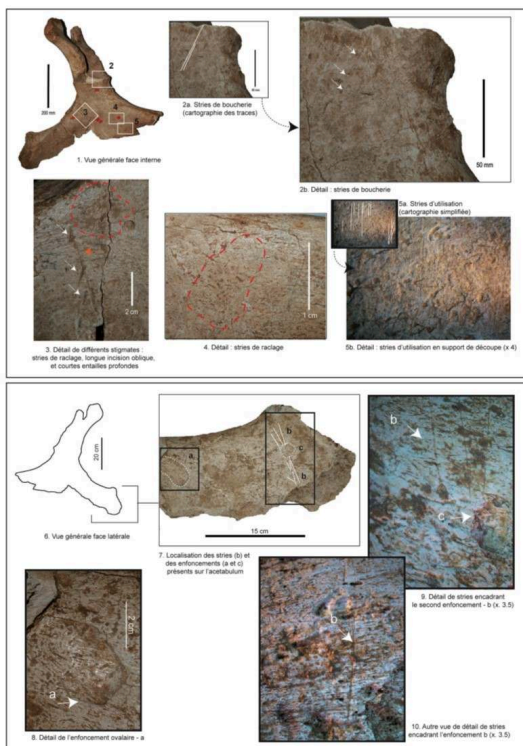 2
3
4
5
200 mm
1. Vue générale face interne
2a. Stries de boucherie
(cartographie des traces)
50 mm
2b. Détail : stries de boucherie
2 cm
3. Détail de différents stigmates :
stries de raclage, longue incision oblique,
et courtes entailles profondes
1 cm
4. Détail : stries de raclage
5a. Stries d'utilisation
(cartographie simplifiée)
5b. Détail : stries d'utilisation en support de découpe (x 4)
20 cm
6. Vue générale face latérale
a
b
c
b
15 cm
7. Localisation des stries (b) et
des enfoncements (a et c)
présents sur l'acetabulum
b
c
9. Détail de stries encadrant
le second enfoncement - b (x. 3.5)
2 cm
a
8. Détail de l'enfoncement ovalaire - a
b
10. Autre vue de détail de stries
encadrant l'enfoncement b (x. 3.5)